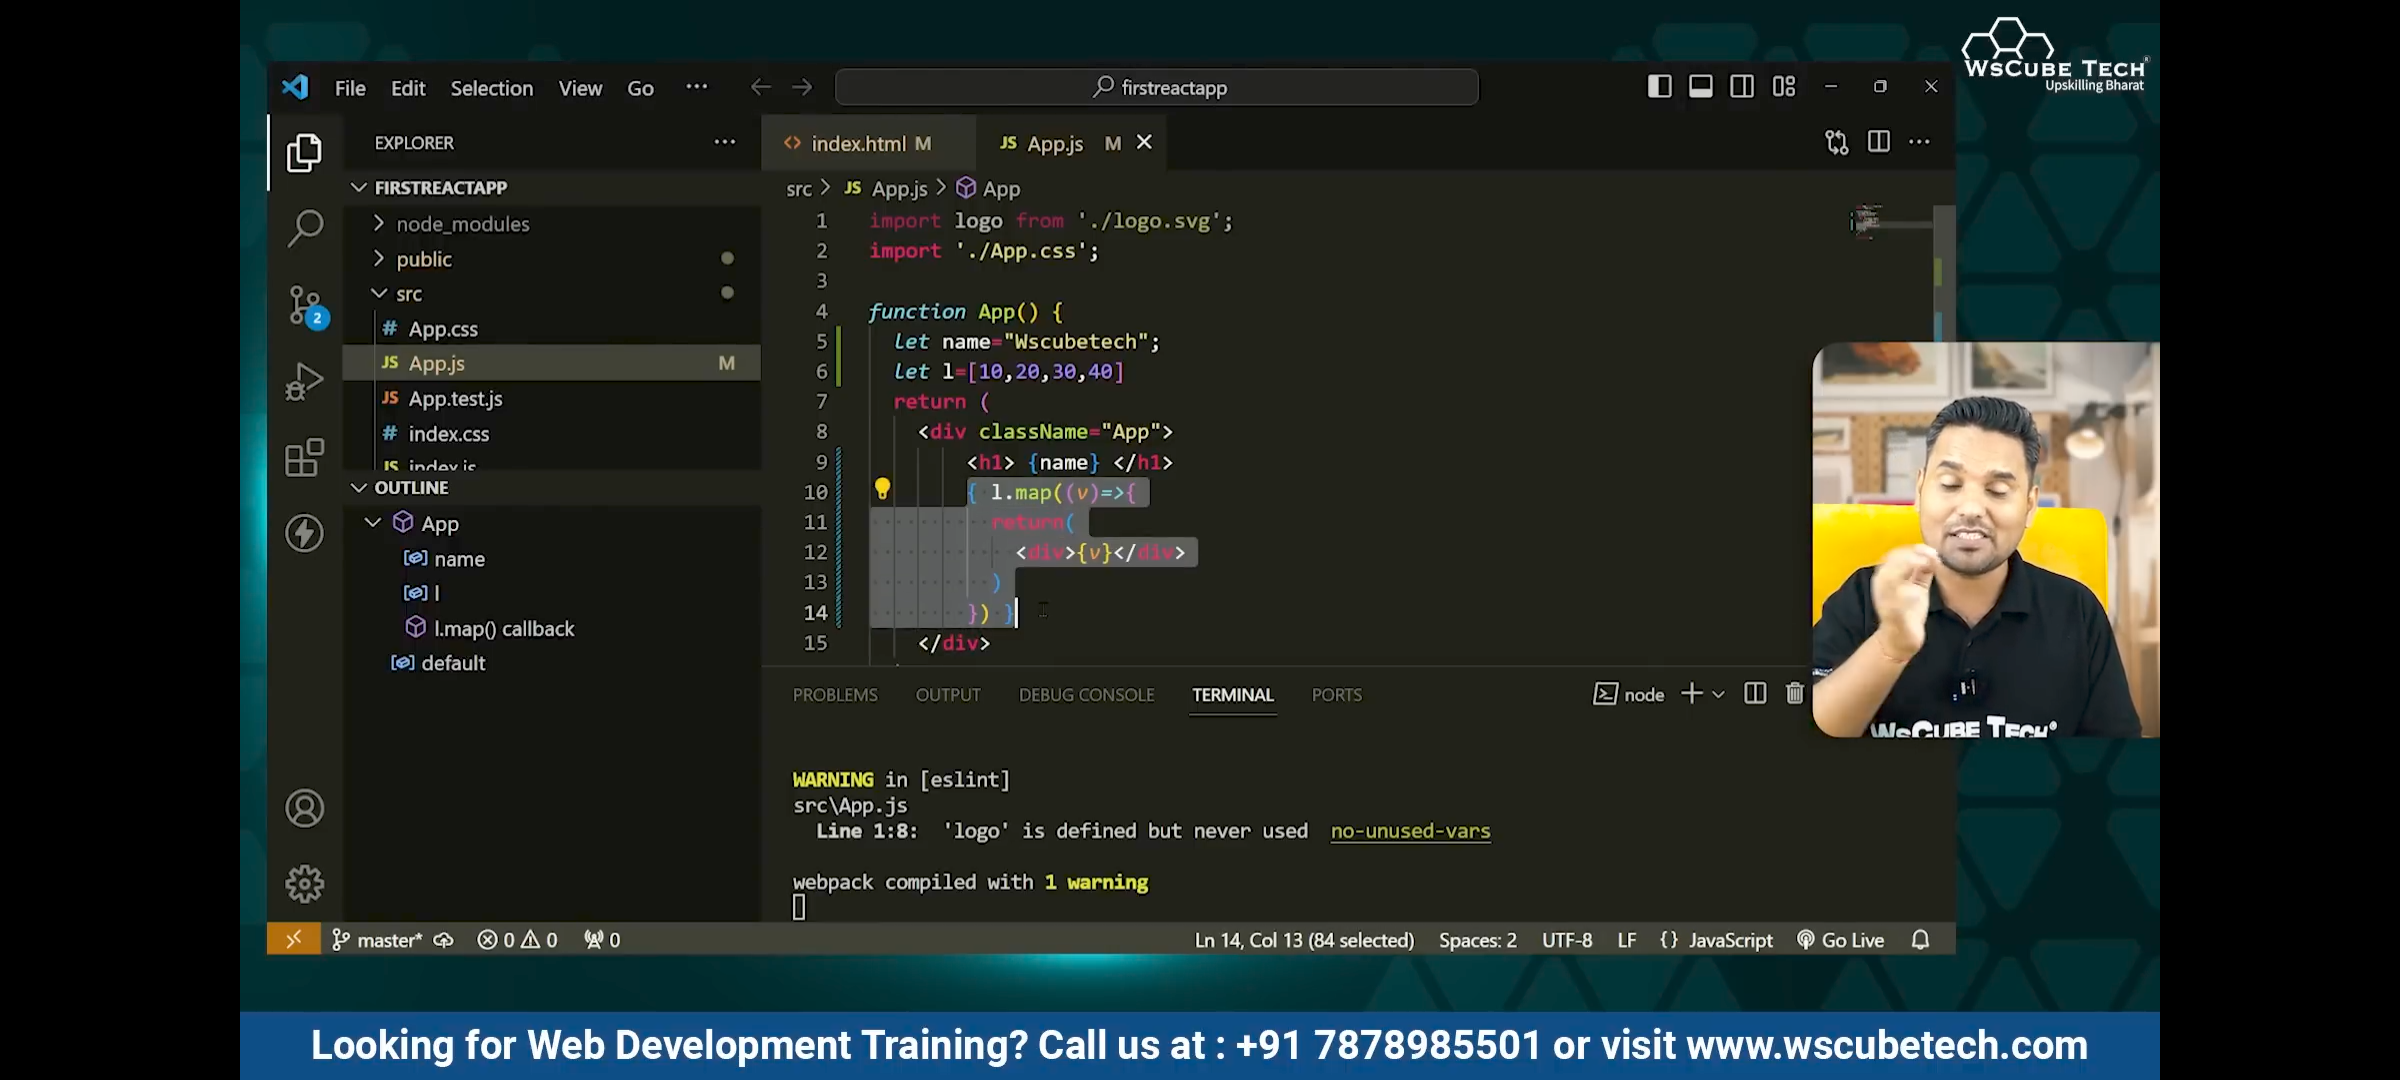 WsCube Tech
Upskilling Bharat
File Edit Selection View Go ··· firstreactapp
EXPLORER ···
FIRSTREACTAPP
node_modules
public
src
2
# App.css
JS App.js M
JS App.test.js
# index.css
JS index.js
OUTLINE
App
name
l
l.map() callback
default
<> index.html M JS App.js M
src > JS App.js > App
1 import logo from './logo.svg';
2 import './App.css';
3
4 function App() {
5 let name="Wscubetech";
6 let l=[10,20,30,40]
7 return (
8 <div className="App">
9 <h1> {name} </h1>
10 { l.map((v)=>{
11 return(
12 <div>{v}</div>
13 )
14 }) }
15 </div>
PROBLEMS OUTPUT DEBUG CONSOLE TERMINAL PORTS node
WARNING in [eslint]
src\App.js
Line 1:8: 'logo' is defined but never used no-unused-vars
webpack compiled with 1 warning
WsCube Tech
master* 0 0 0 Ln 14, Col 13 (84 selected) Spaces: 2 UTF-8 LF {} JavaScript Go Live
Looking for Web Development Training? Call us at : +91 7878985501 or visit www.wscubetech.com